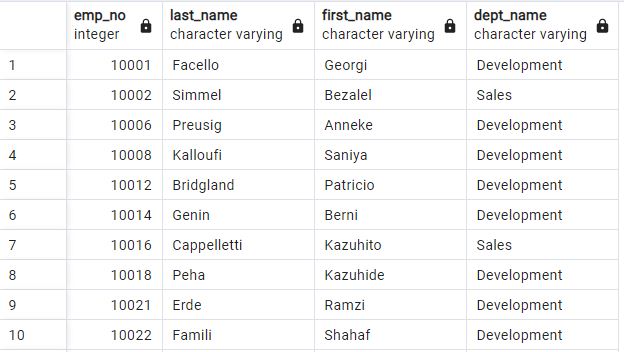 emp_no last_name first_name dept_name
integer character varying character varying character varying
1 10001 Facello Georgi Development
2 10002 Simmel Bezalel Sales
3 10006 Preusig Anneke Development
4 10008 Kalloufi Saniya Development
5 10012 Bridgland Patricio Development
6 10014 Genin Berni Development
7 10016 Cappelletti Kazuhito Sales
8 10018 Peha Kazuhide Development
9 10021 Erde Ramzi Development
10 10022 Famili Shahaf Development